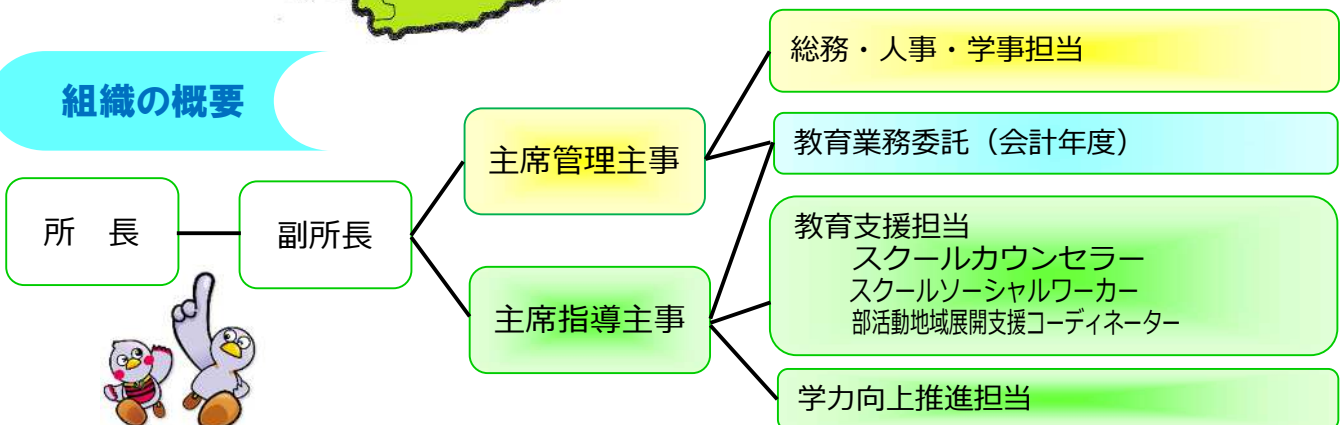 組織の概要
所　長
副所長
主席管理主事
主席指導主事
総務・人事・学事担当
教育業務委託（会計年度）
教育支援担当
スクールカウンセラー
スクールソーシャルワーカー
部活動地域展開支援コーディネーター
学力向上推進担当